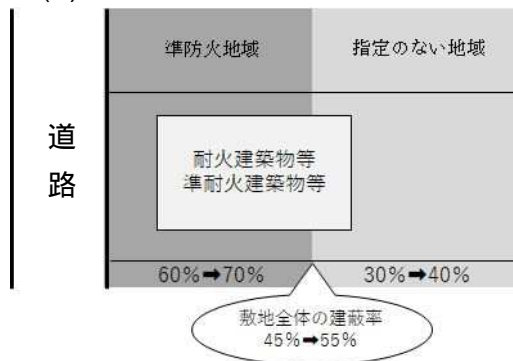 準防火地域
指定のない地域
道
路
耐火建築物等
準耐火建築物等
60%➡70%
30%➡40%
敷地全体の建蔽率
45%➡55%